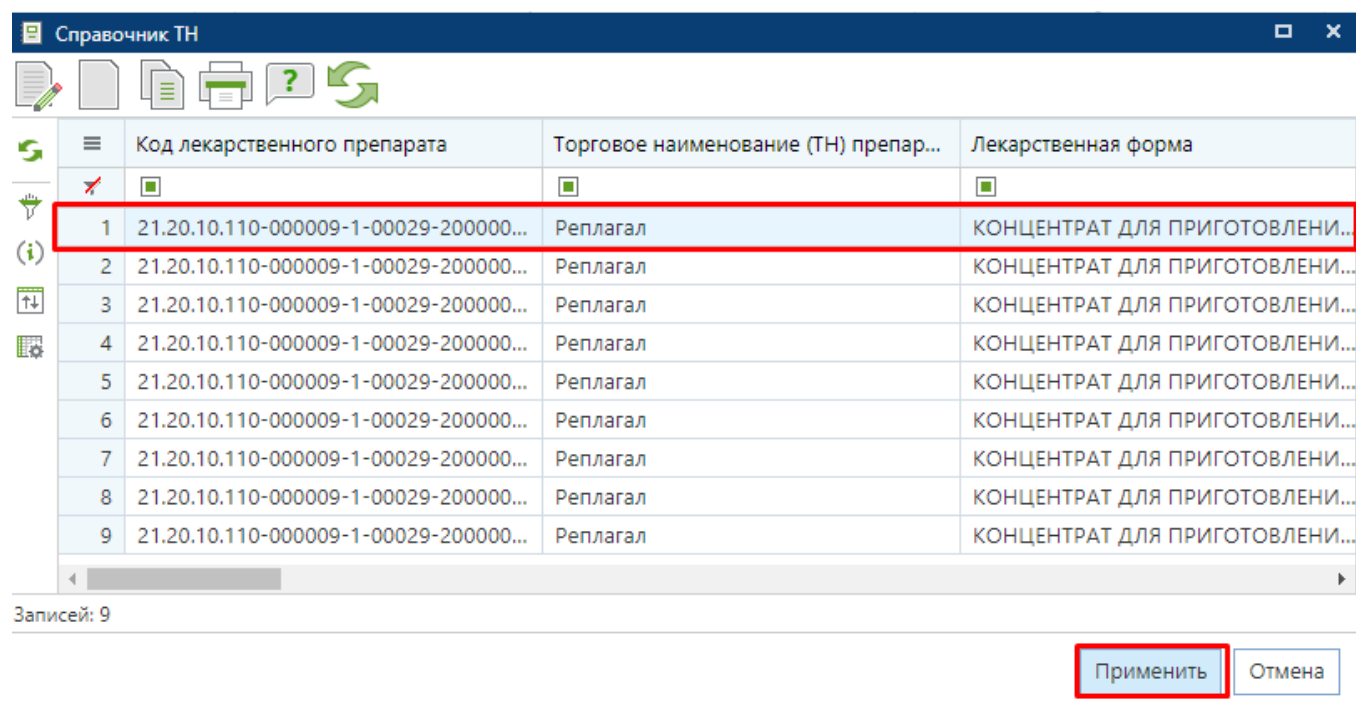 Справочник ТН
?
Код лекарственного препарата Торговое наименование (ТН) препар... Лекарственная форма
1 21.20.10.110-000009-1-00029-200000... Реплагал КОНЦЕНТРАТ ДЛЯ ПРИГОТОВЛЕНИ...
(i)
2 21.20.10.110-000009-1-00029-200000... Реплагал КОНЦЕНТРАТ ДЛЯ ПРИГОТОВЛЕНИ...
3 21.20.10.110-000009-1-00029-200000... Реплагал КОНЦЕНТРАТ ДЛЯ ПРИГОТОВЛЕНИ...
4 21.20.10.110-000009-1-00029-200000... Реплагал КОНЦЕНТРАТ ДЛЯ ПРИГОТОВЛЕНИ...
5 21.20.10.110-000009-1-00029-200000... Реплагал КОНЦЕНТРАТ ДЛЯ ПРИГОТОВЛЕНИ...
6 21.20.10.110-000009-1-00029-200000... Реплагал КОНЦЕНТРАТ ДЛЯ ПРИГОТОВЛЕНИ...
7 21.20.10.110-000009-1-00029-200000... Реплагал КОНЦЕНТРАТ ДЛЯ ПРИГОТОВЛЕНИ...
8 21.20.10.110-000009-1-00029-200000... Реплагал КОНЦЕНТРАТ ДЛЯ ПРИГОТОВЛЕНИ...
9 21.20.10.110-000009-1-00029-200000... Реплагал КОНЦЕНТРАТ ДЛЯ ПРИГОТОВЛЕНИ...
Записей: 9
Применить Отмена